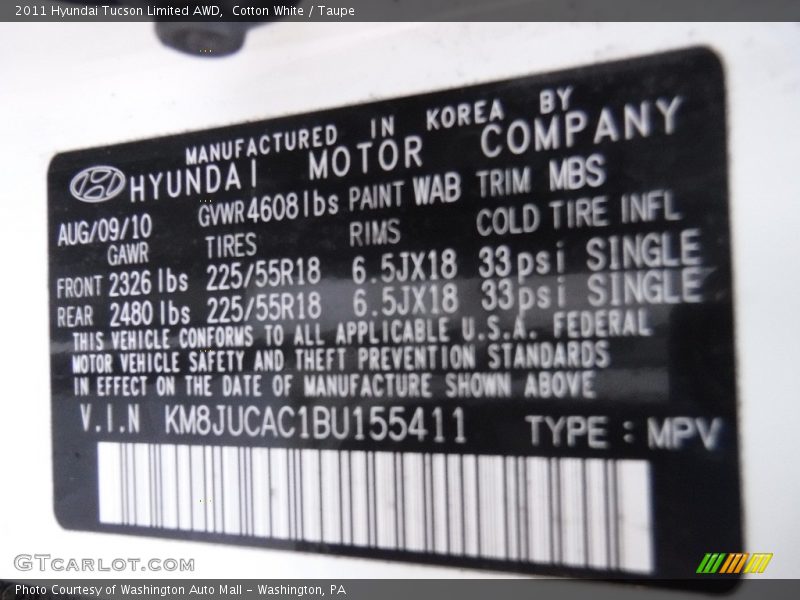 2011 Hyundai Tucson Limited AWD,  Cotton White / Taupe
MANUFACTURED IN KOREA BY
HYUNDAI MOTOR COMPANY
AUG/09/10 GVWR 4608 lbs PAINT WAB TRIM MBS
GAWR TIRES RIMS COLD TIRE INFL
FRONT 2326 lbs 225/55R18 6.5JX18 33psi SINGLE
REAR 2480 lbs 225/55R18 6.5JX18 33psi SINGLE
THIS VEHICLE CONFORMS TO ALL APPLICABLE U.S.A. FEDERAL
MOTOR VEHICLE SAFETY AND THEFT PREVENTION STANDARDS
IN EFFECT ON THE DATE OF MANUFACTURE SHOWN ABOVE
V.I.N KM8JUCAC1BU155411 TYPE : MPV
GTcarlot.com
Photo Courtesy of Washington Auto Mall - Washington, PA